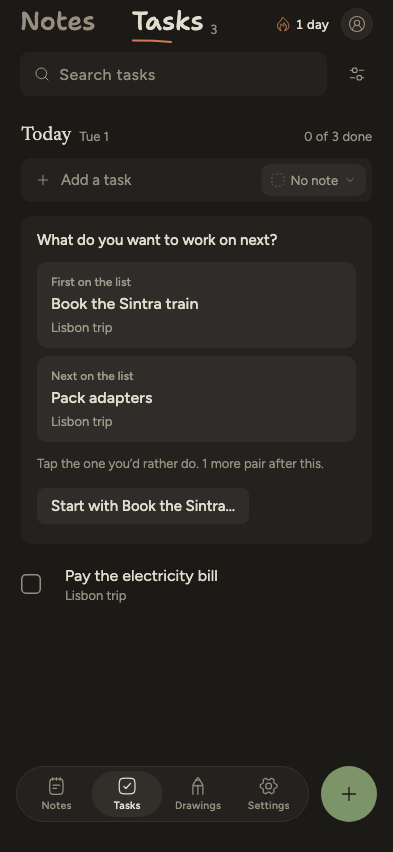 Notes
Tasks 3
1 day
Search tasks
Today Tue 1
0 of 3 done
Add a task
No note
What do you want to work on next?
First on the list
Book the Sintra train
Lisbon trip
Next on the list
Pack adapters
Lisbon trip
Tap the one you’d rather do. 1 more pair after this.
Start with Book the Sintra...
Pay the electricity bill
Lisbon trip
Notes
Tasks
Drawings
Settings